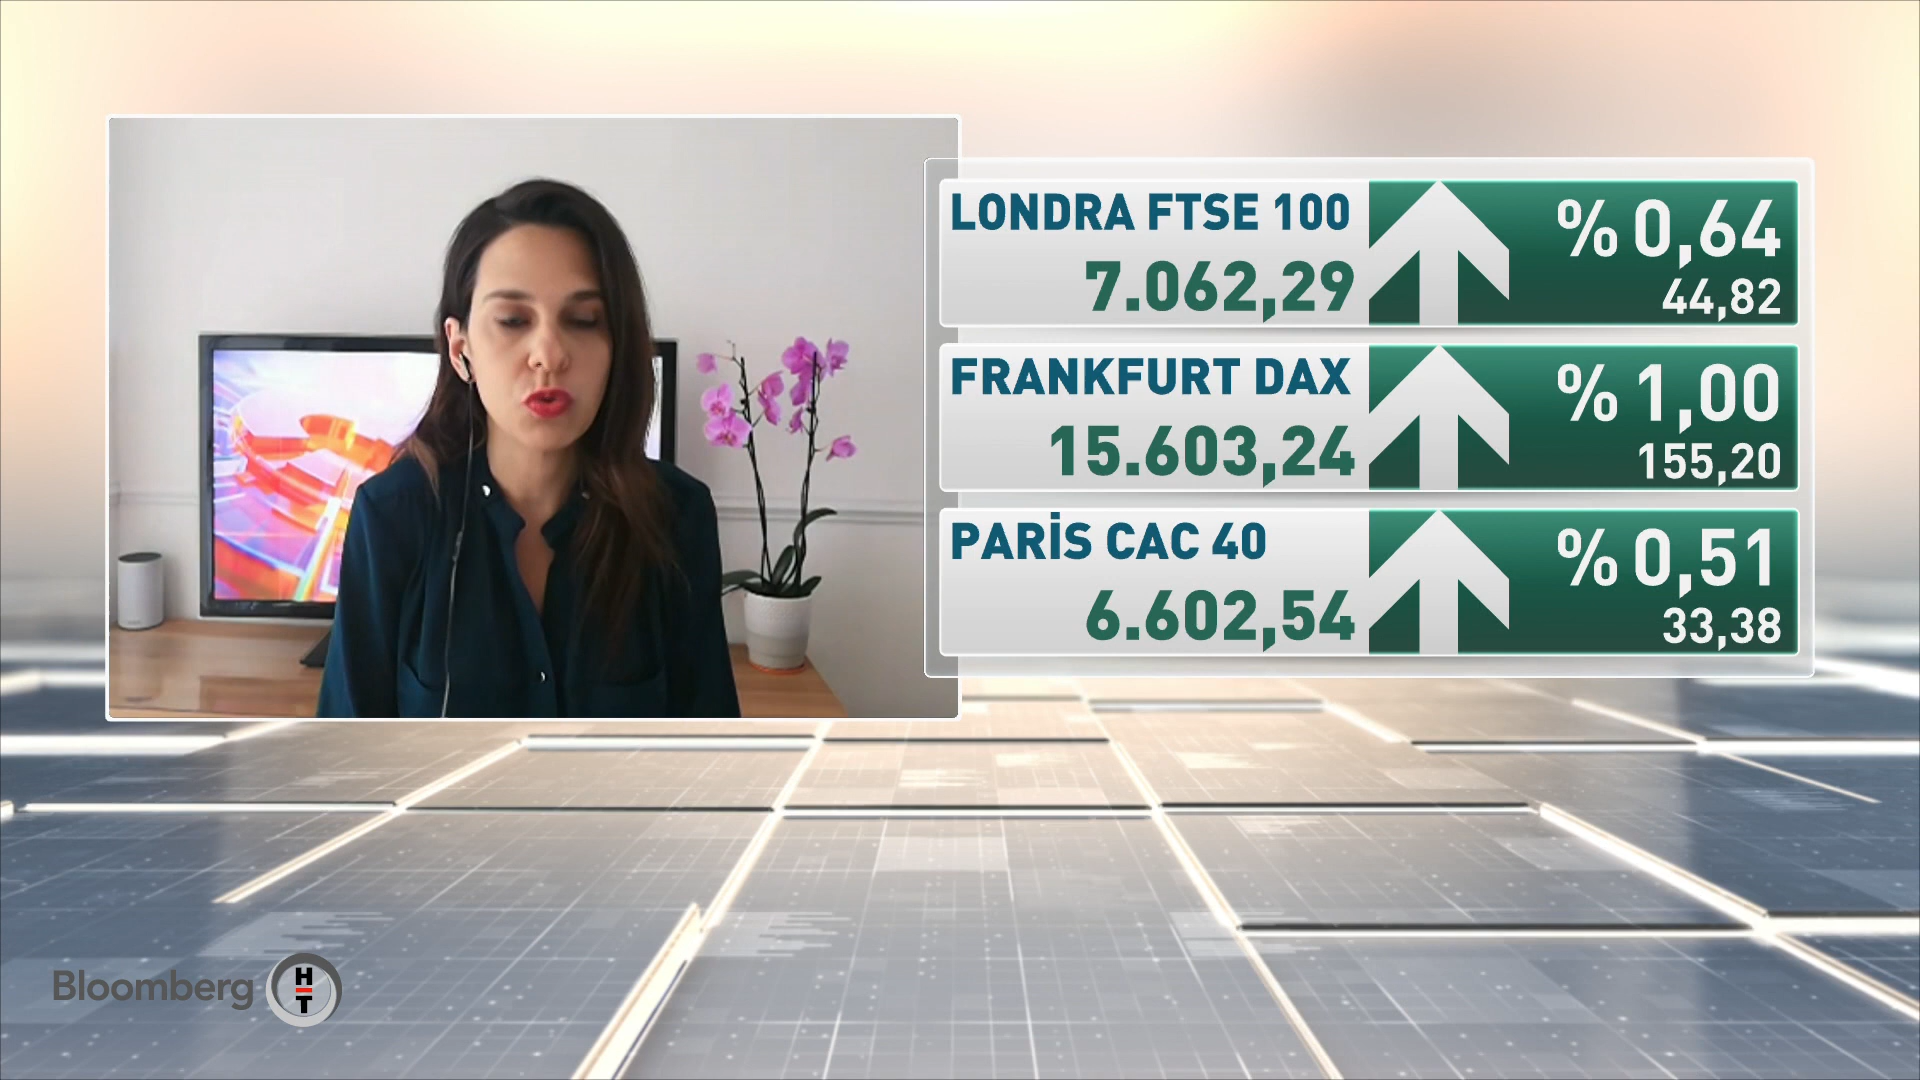 LONDRA FTSE 100
7.062,29
% 0,64
44,82
FRANKFURT DAX
15.603,24
% 1,00
155,20
PARİS CAC 40
6.602,54
% 0,51
33,38
Bloomberg HT